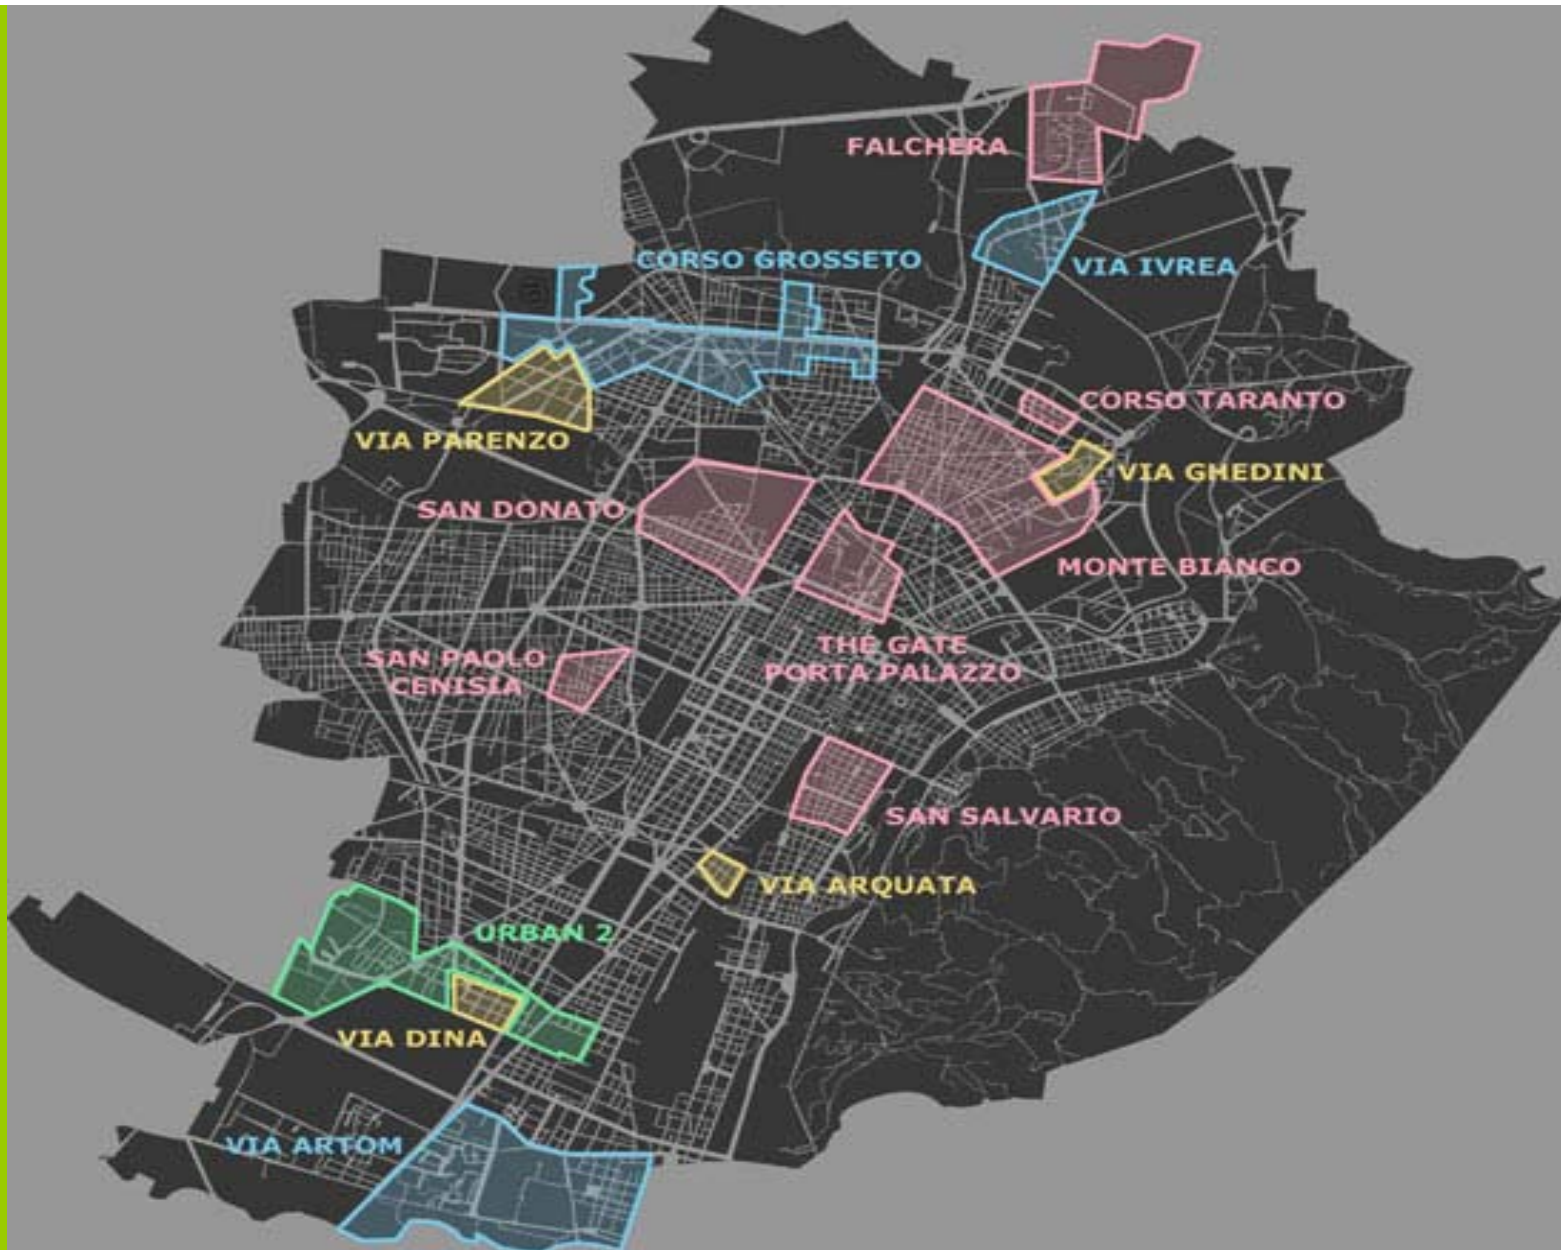 FALCHERA
CORSO GROSSETO
VIA IVREA
CORSO TARANTO
VIA PARENZO
VIA GHEDINI
SAN DONATO
MONTE BIANCO
THE GATE
PORTA PALAZZO
SAN PAOLO
CENISIA
SAN SALVARIO
VIA ARQUATA
URBAN 2
VIA DINA
VIA ARTOM